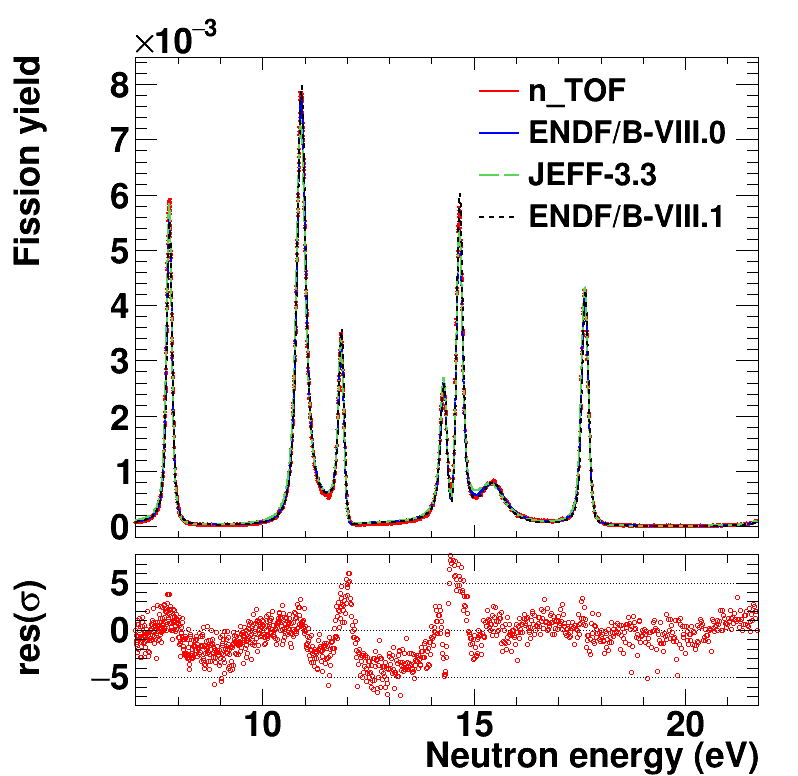 ×10⁻³
Fission yield
8
7
6
5
4
3
2
1
0
n_TOF
ENDF/B-VIII.0
JEFF-3.3
ENDF/B-VIII.1
res(σ)
5
0
−5
10 15 20
Neutron energy (eV)